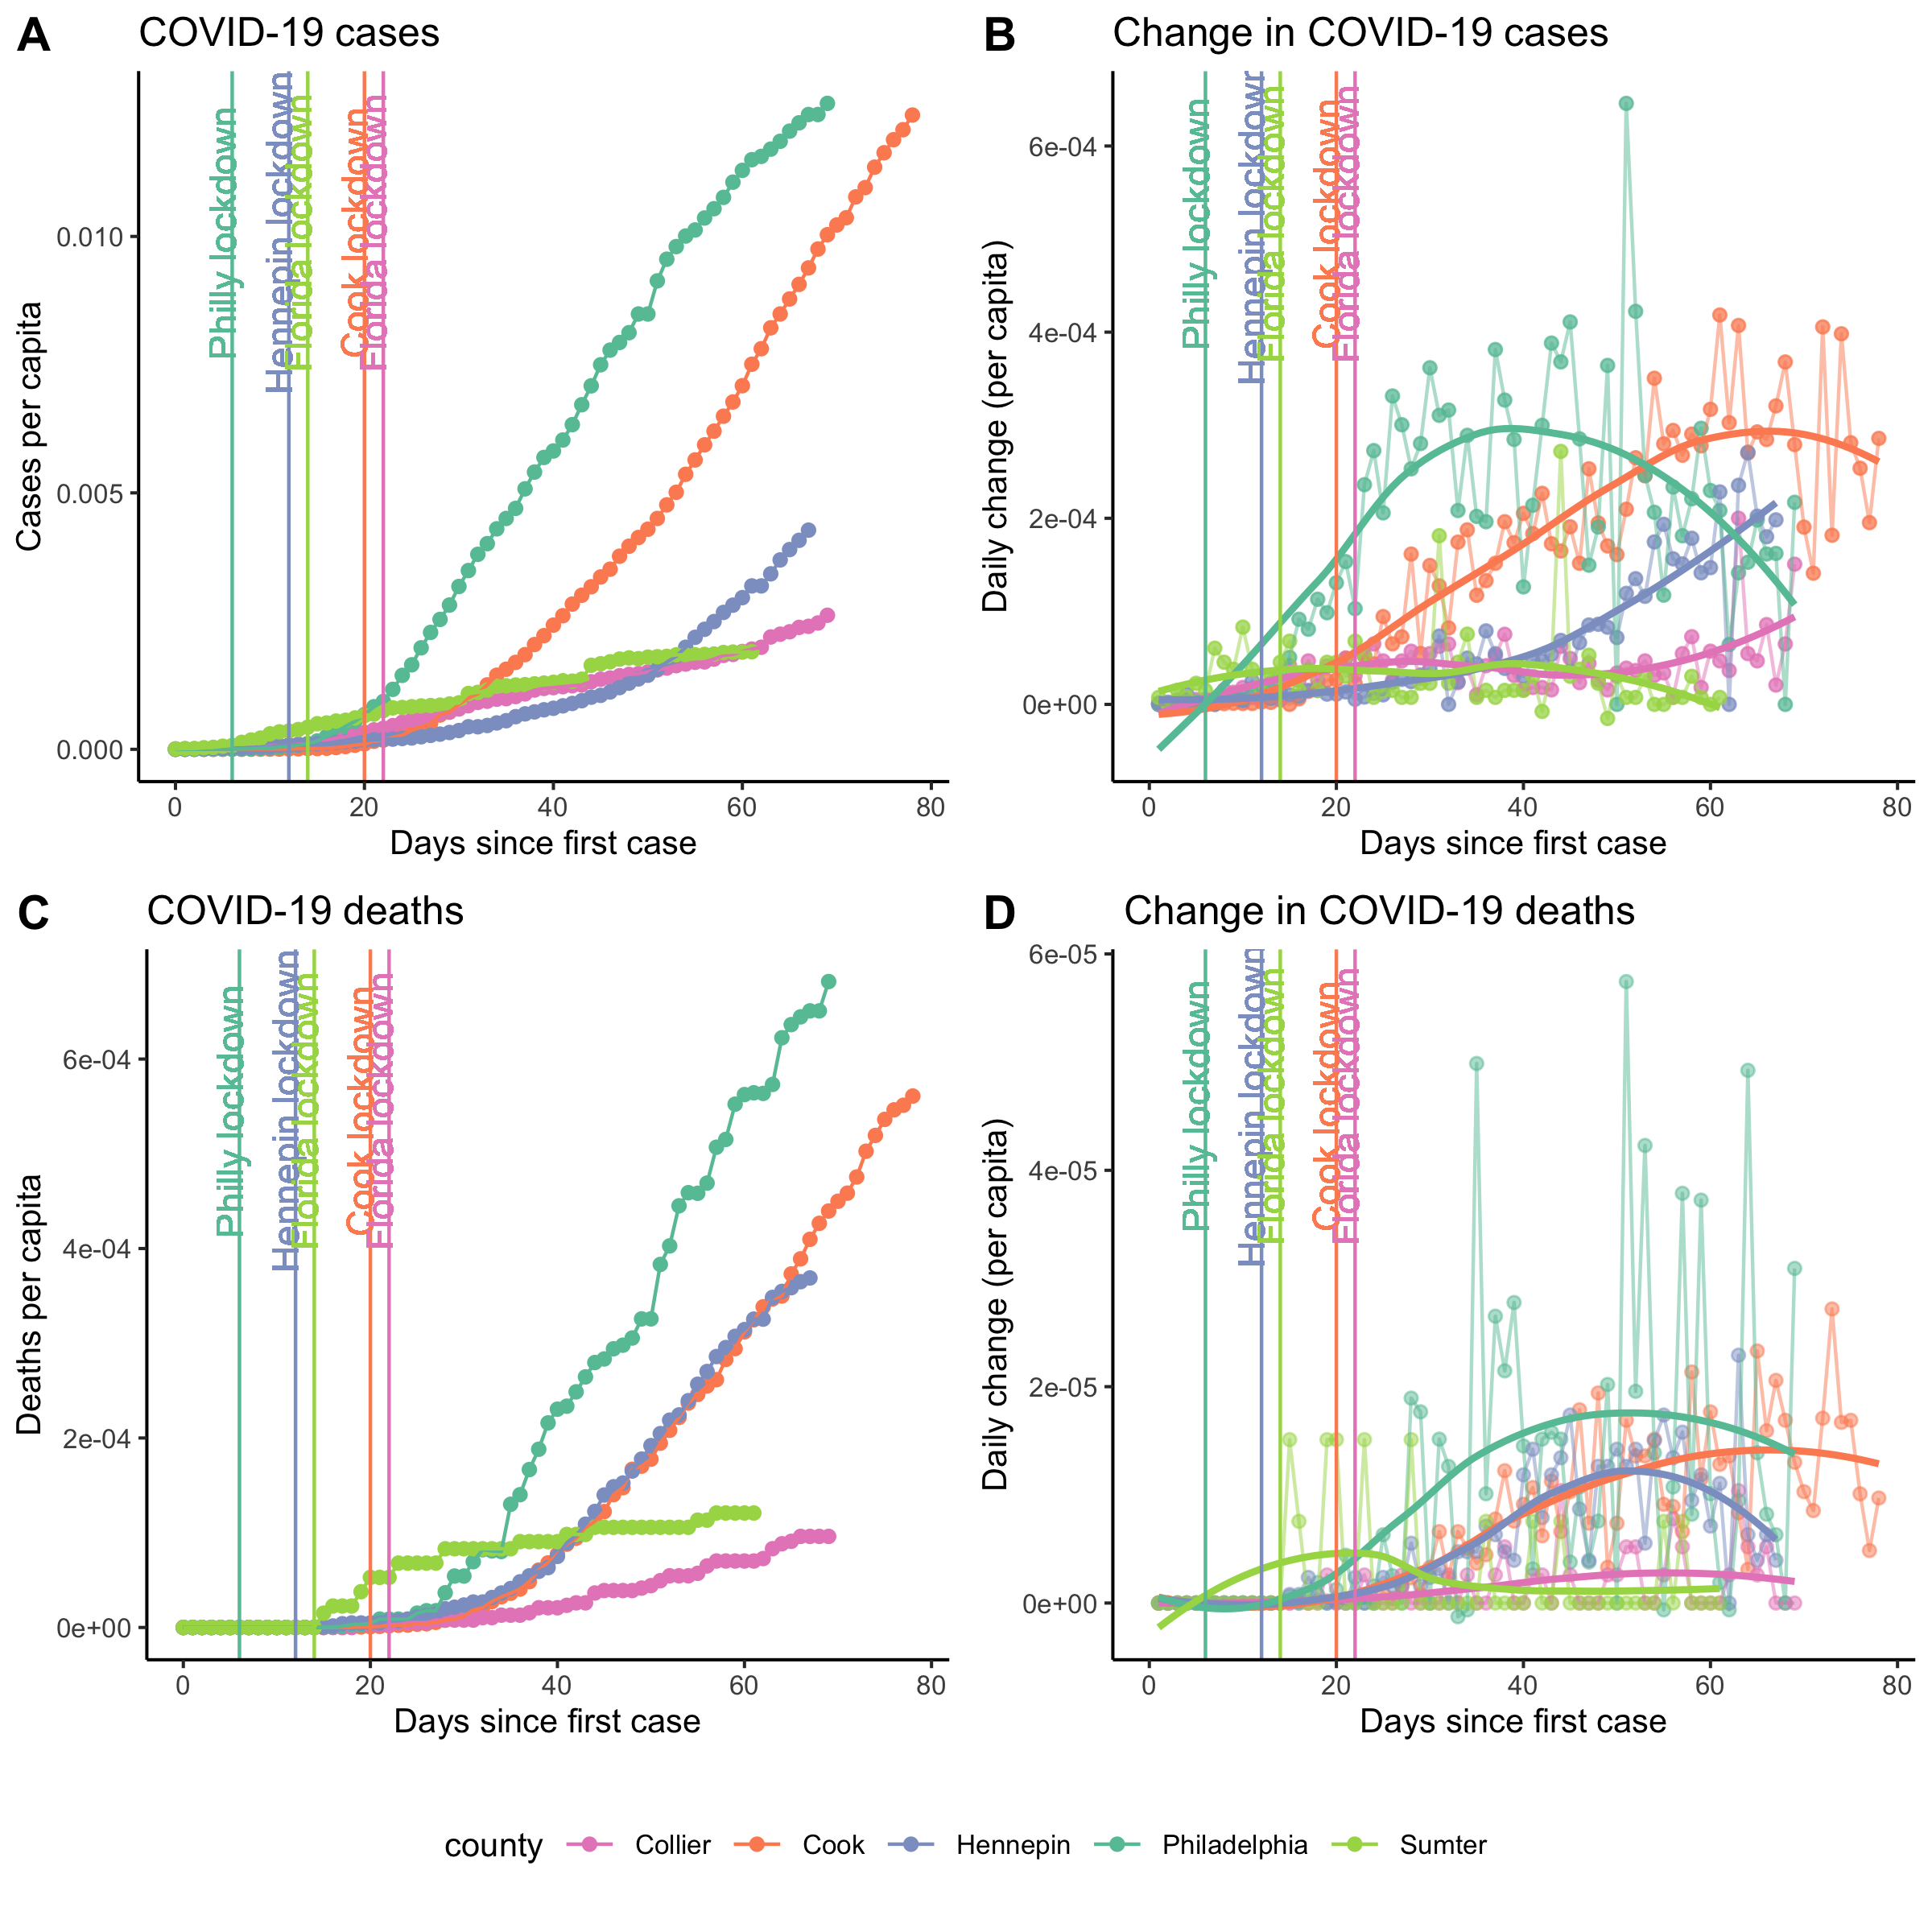 A
COVID-19 cases
Cases per capita
0.010
0.005
0.000
Philly lockdown
Hennepin lockdown
Florida lockdown
Cook lockdown
Florida lockdown
0
20
40
60
80
Days since first case
B
Change in COVID-19 cases
Daily change (per capita)
6e-04
4e-04
2e-04
0e+00
Philly lockdown
Hennepin lockdown
Florida lockdown
Cook lockdown
Florida lockdown
0
20
40
60
80
Days since first case
C
COVID-19 deaths
Deaths per capita
6e-04
4e-04
2e-04
0e+00
Philly lockdown
Hennepin lockdown
Florida lockdown
Cook lockdown
Florida lockdown
0
20
40
60
80
Days since first case
D
Change in COVID-19 deaths
Daily change (per capita)
6e-05
4e-05
2e-05
0e+00
Philly lockdown
Hennepin lockdown
Florida lockdown
Cook lockdown
Florida lockdown
0
20
40
60
80
Days since first case
county Collier Cook Hennepin Philadelphia Sumter